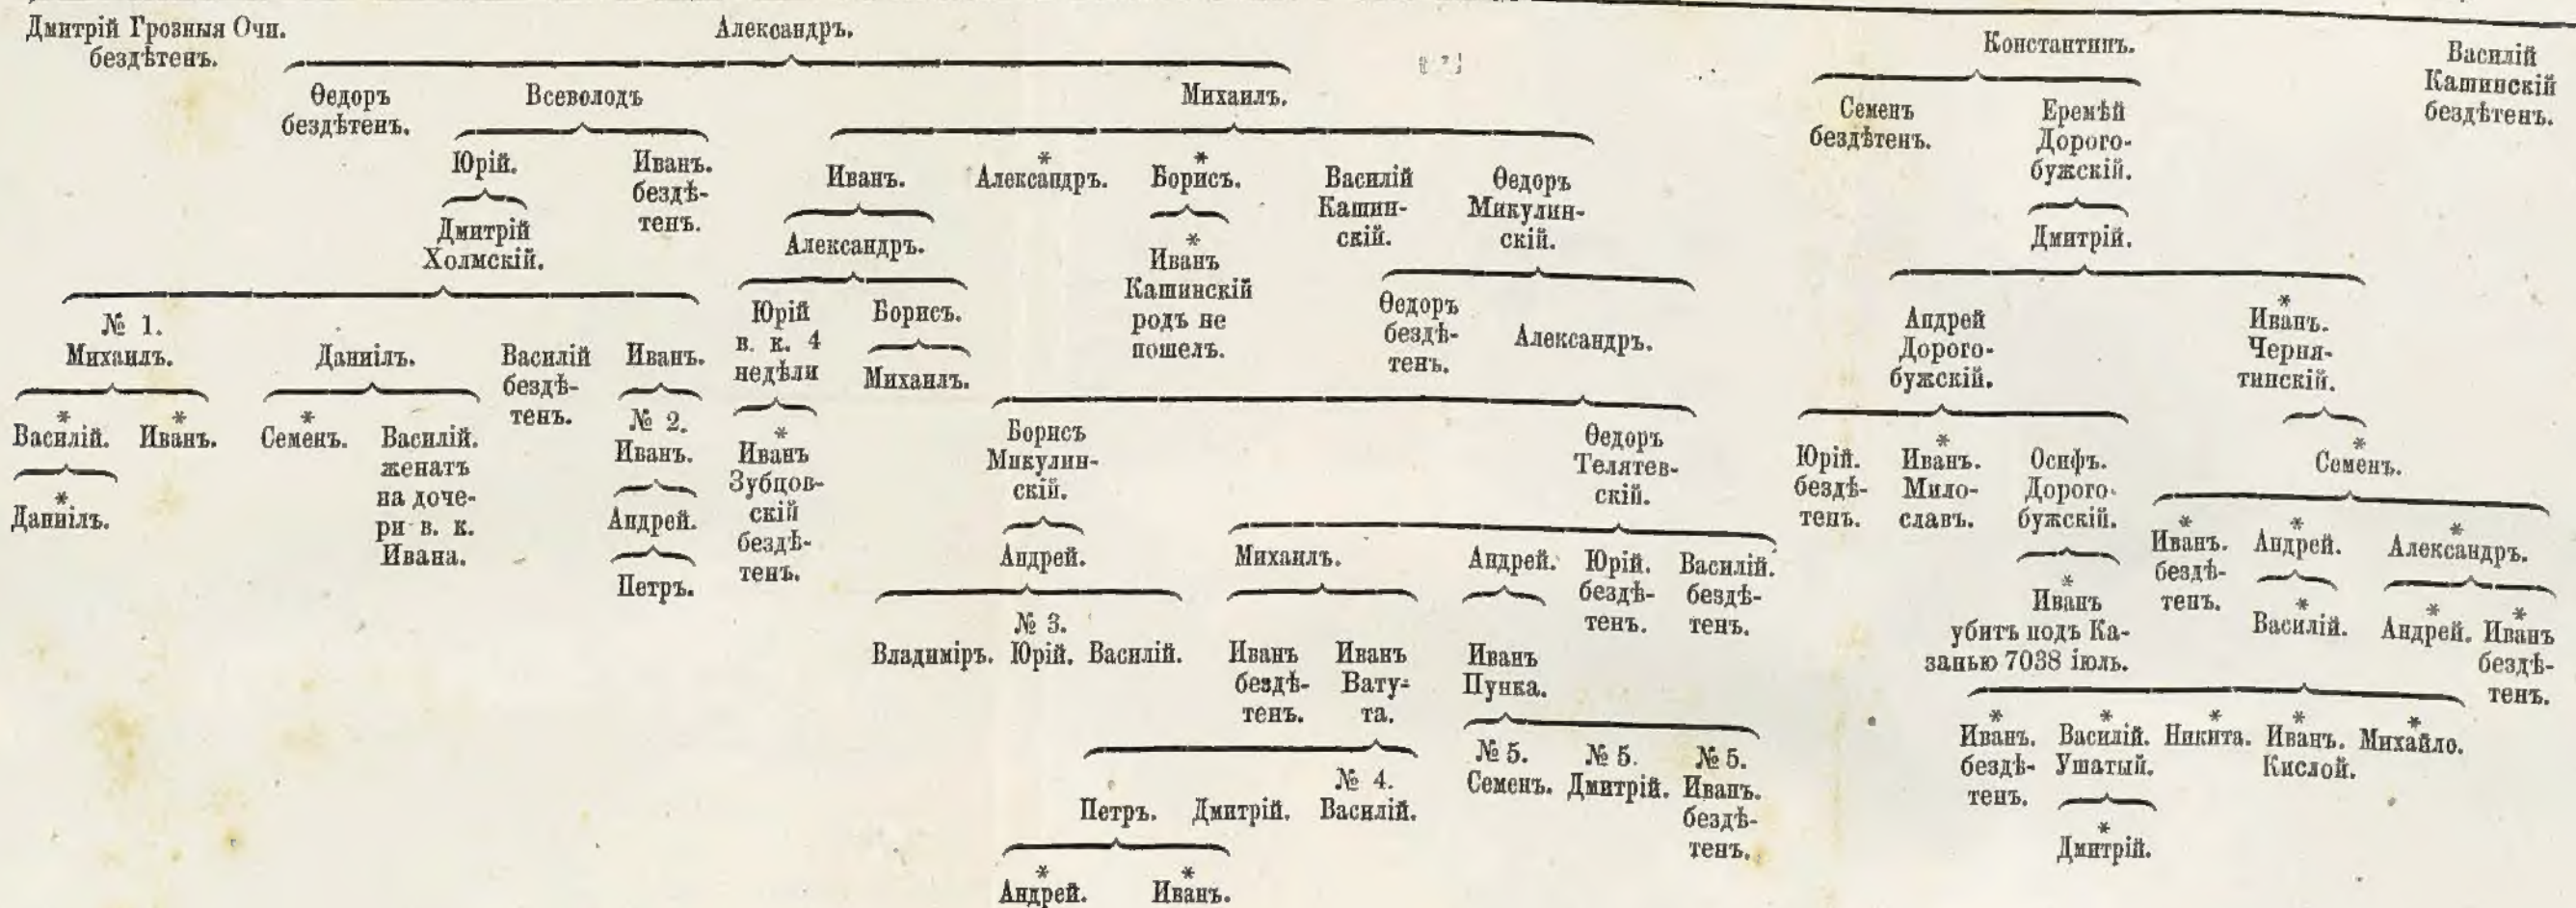 Дмитрій Грозныя Очи.
бездѣтенъ.
Александръ.
Константинъ.
Василій
Кашинскій
бездѣтенъ.
Ѳедоръ
бездѣтенъ.
Всеволодъ
Михаилъ.
Семенъ
бездѣтенъ.
Еремѣй
Дорого-
бужскій.
Юрій.
Иванъ.
бездѣ-
тенъ.
Иванъ.
*
Александръ.
*
Борисъ.
Василій
Кашин-
скій.
Ѳедоръ
Микулин-
скій.
Дмитрій
Холмскій.
Александръ.
*
Иванъ
Кашинскій
родъ не
пошелъ.
Дмитрій.
№ 1.
Михаилъ.
Даниілъ.
Василій
бездѣ-
тенъ.
Иванъ.
Юрій
в. к. 4
недѣли
Борисъ.
Михаилъ.
Ѳедоръ
бездѣ-
тенъ.
Александръ.
Андрей
Дорого-
бужскій.
*
Иванъ.
Черня-
тинскій.
*
Василій.
*
Иванъ.
*
Семенъ.
Василій.
женатъ
на доче-
ри в. к.
Ивана.
№ 2.
Иванъ.
*
Иванъ
Зубцов-
скій
бездѣ-
тенъ.
Борисъ
Микулин-
скій.
Ѳедоръ
Телятев-
скій.
Юрій.
бездѣ-
тенъ.
*
Иванъ.
Мило-
славъ.
Осифъ.
Дорого-
бужскій.
*
Семенъ.
*
Даниілъ.
Андрей.
Петръ.
Андрей.
Михаилъ.
Андрей.
Юрій.
бездѣ-
тенъ.
Василій.
бездѣ-
тенъ.
*
Иванъ
убитъ подъ Ка-
занью 7038 іюль.
*
Иванъ.
бездѣ-
тенъ.
*
Андрей.
*
Александръ.
*
Василій.
*
Андрей.
*
Иванъ
бездѣ-
тенъ.
Владиміръ.
№ 3.
Юрій.
Василій.
Иванъ
бездѣ-
тенъ.
Иванъ
Вату-
та.
Иванъ
Пунка.
*
Иванъ.
бездѣ-
тенъ.
*
Василій.
Ушатый.
*
Никита.
*
Иванъ.
Кислой.
*
Михайло.
Петръ.
Дмитрій.
№ 4.
Василій.
№ 5.
Семенъ.
№ 5.
Дмитрій.
№ 5.
Иванъ.
бездѣ-
тенъ.
*
Дмитрій.
*
Андрей.
*
Иванъ.